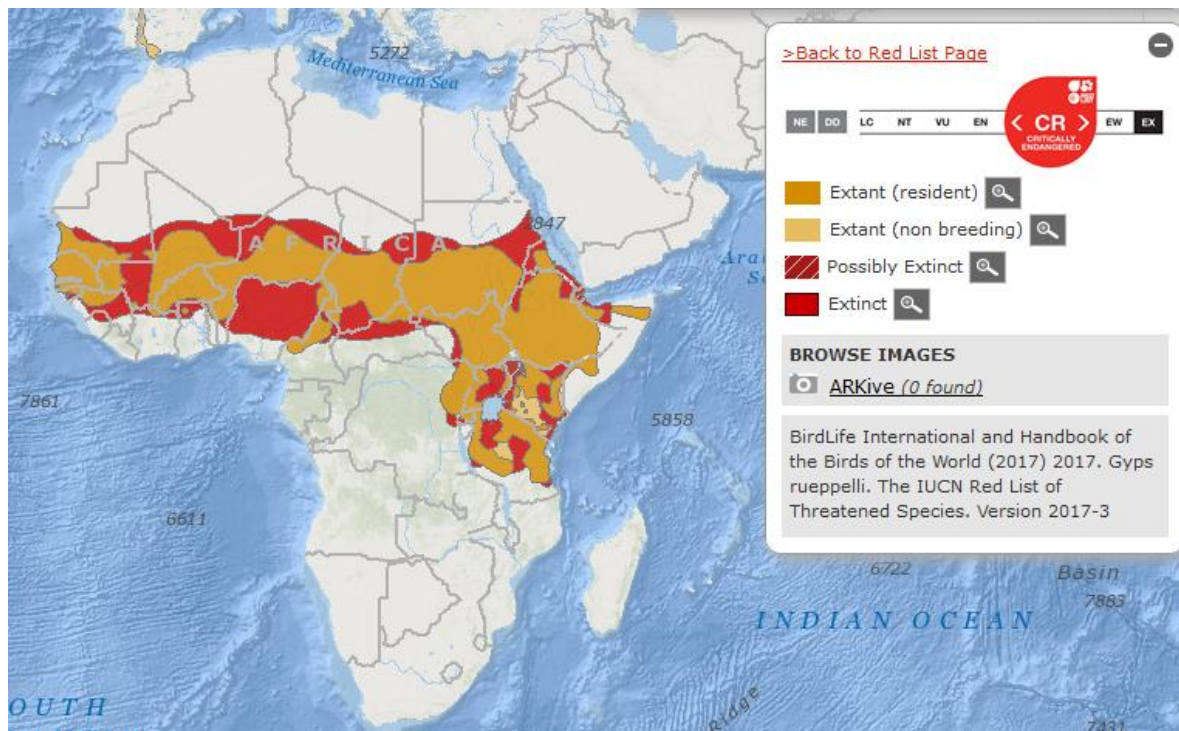 5272
Mediterranean Sea
2847
AFRICA
Ara
Se
7861
5858
6611
6722
Basin
7883
INDIAN OCEAN
OUTH
Ridge
7431
>Back to Red List Page
NE DD LC NT VU EN < CR > EW EX
CRITICALLY
ENDANGERED
Extant (resident)
Extant (non breeding)
Possibly Extinct
Extinct
BROWSE IMAGES
ARKive (0 found)
BirdLife International and Handbook of
the Birds of the World (2017) 2017. Gyps
rueppelli. The IUCN Red List of
Threatened Species. Version 2017-3